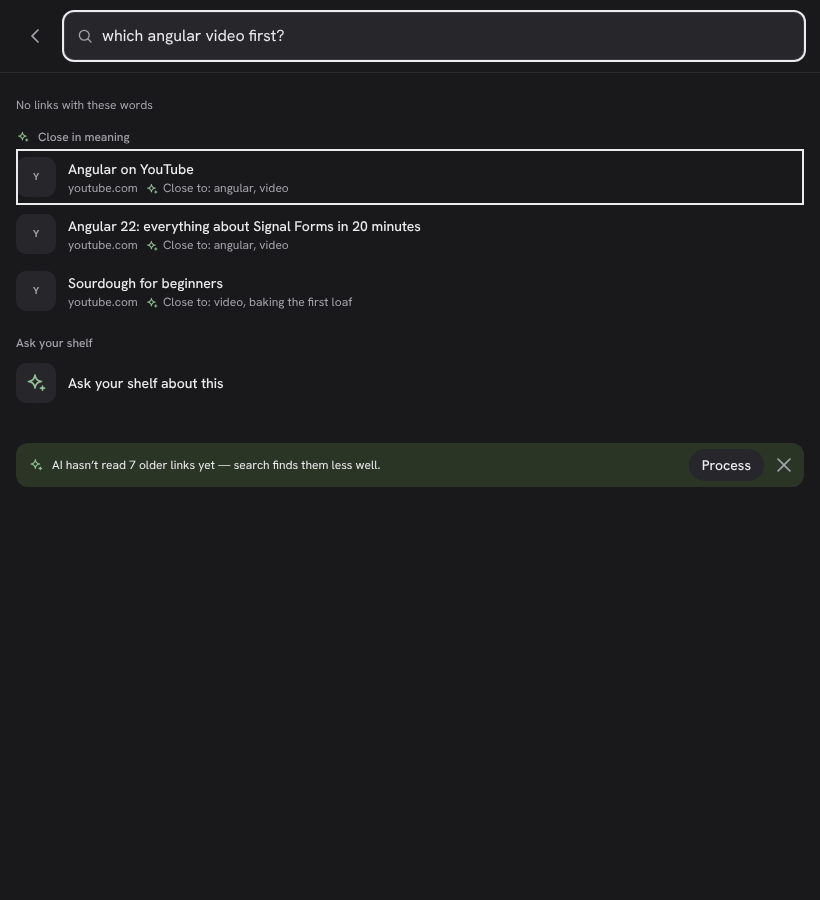 which angular video first?
No links with these words
Close in meaning
Y
Angular on YouTube
youtube.com Close to: angular, video
Y
Angular 22: everything about Signal Forms in 20 minutes
youtube.com Close to: angular, video
Y
Sourdough for beginners
youtube.com Close to: video, baking the first loaf
Ask your shelf
Ask your shelf about this
AI hasn’t read 7 older links yet — search finds them less well.
Process